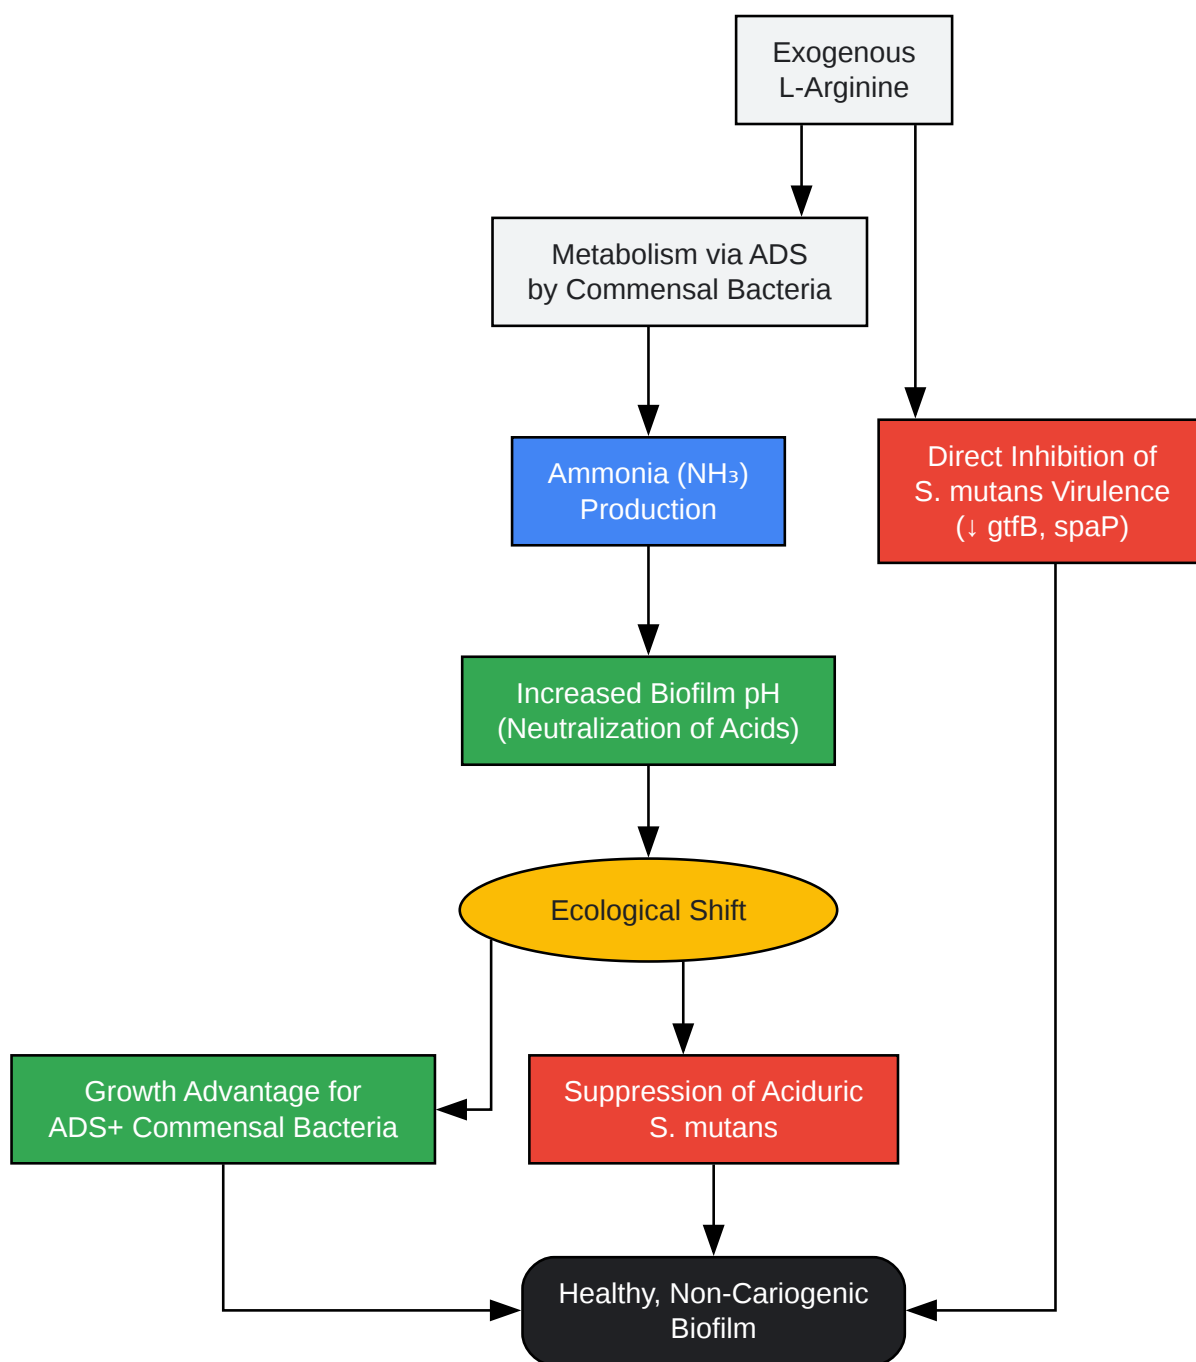 Exogenous
L-Arginine
Metabolism via ADS
by Commensal Bacteria
Ammonia (NH₃)
Production
Direct Inhibition of
S. mutans Virulence
(↓ gtfB, spaP)
Increased Biofilm pH
(Neutralization of Acids)
Ecological Shift
Growth Advantage for
ADS+ Commensal Bacteria
Suppression of Aciduric
S. mutans
Healthy, Non-Cariogenic
Biofilm